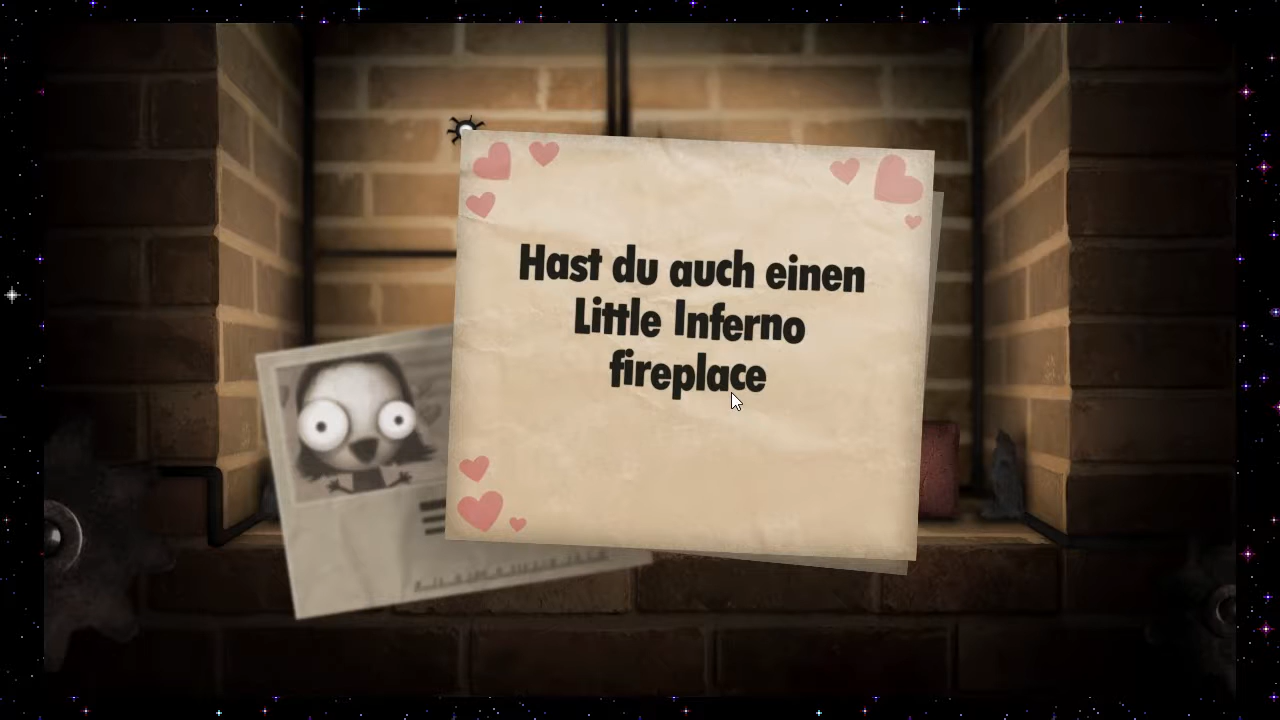 Hast du auch einen
Little Inferno
fireplace